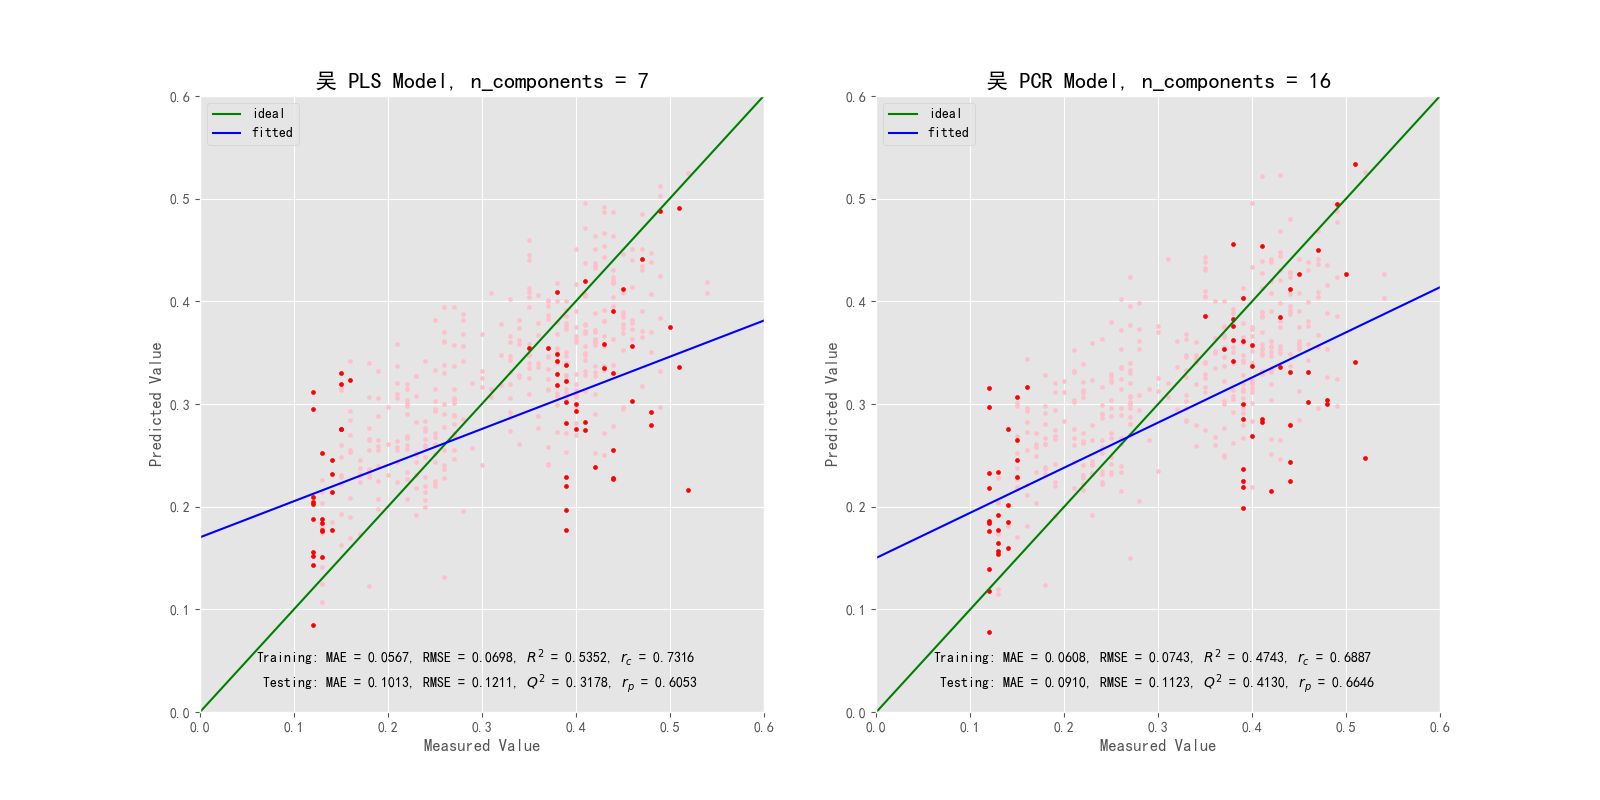 吴 PLS Model, n_components = 7
ideal
fitted
0.6
0.5
0.4
0.3
0.2
0.1
0.0
Predicted Value
Training: MAE = 0.0567, RMSE = 0.0698, R² = 0.5352, r_c = 0.7316
Testing: MAE = 0.1013, RMSE = 0.1211, Q² = 0.3178, r_p = 0.6053
0.0 0.1 0.2 0.3 0.4 0.5 0.6
Measured Value
吴 PCR Model, n_components = 16
ideal
fitted
0.6
0.5
0.4
0.3
0.2
0.1
0.0
Predicted Value
Training: MAE = 0.0608, RMSE = 0.0743, R² = 0.4743, r_c = 0.6887
Testing: MAE = 0.0910, RMSE = 0.1123, Q² = 0.4130, r_p = 0.6646
0.0 0.1 0.2 0.3 0.4 0.5 0.6
Measured Value